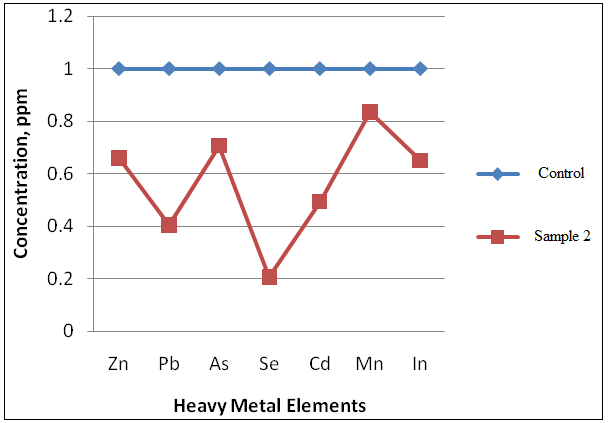 1.2
1
0.8
0.6
0.4
0.2
0
Concentration, ppm
Zn Pb As Se Cd Mn In
Heavy Metal Elements
Control
Sample 2